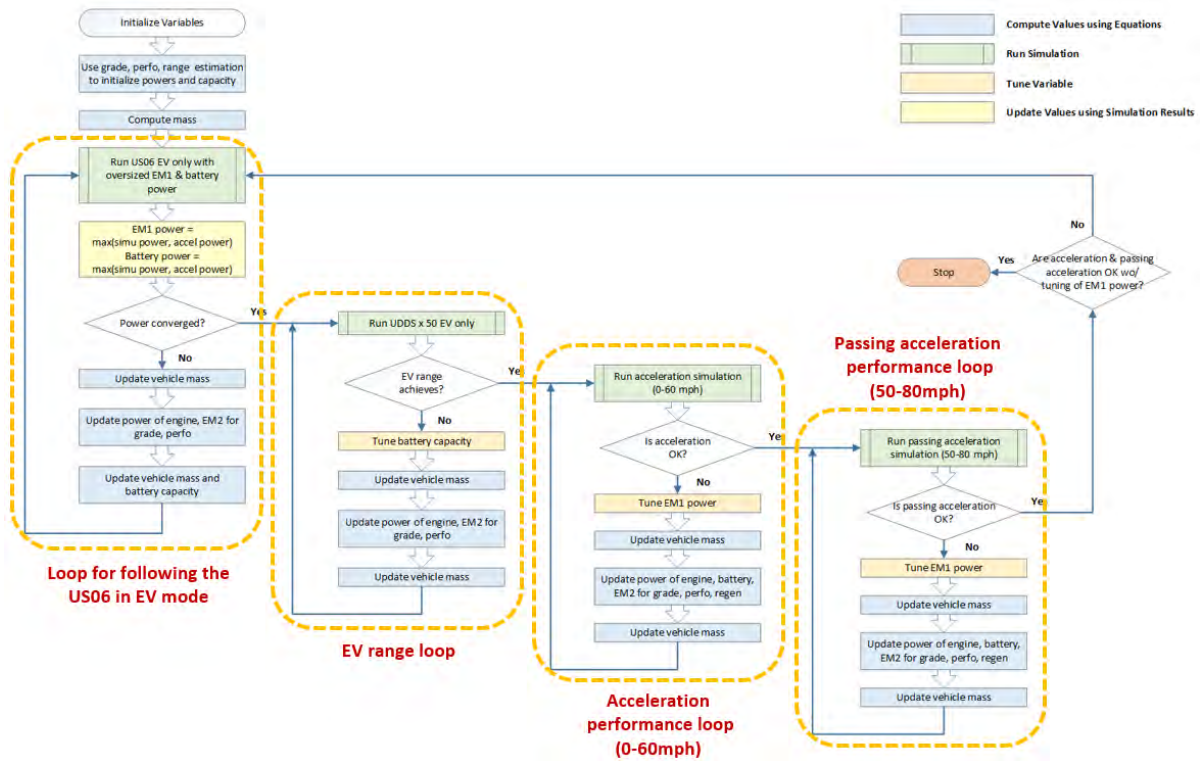 Initialize Variables
Use grade, perfo, range estimation
to initialize powers and capacity
Compute mass
Run US06 EV only with
oversized EM1 & battery
power
EM1 power =
max(simu power, accel power)
Battery power =
max(simu power, accel power)
Power converged?
Yes
No
Update vehicle mass
Update power of engine, EM2 for
grade, perfo
Update vehicle mass and
battery capacity
Loop for following the
US06 in EV mode
Run UDDS x 50 EV only
EV range
achieves?
Ye
No
Tune battery capacity
Update vehicle mass
Update power of engine, EM2 for
grade, perfo
Update vehicle mass
EV range loop
Run acceleration simulation
(0-60 mph)
Is acceleration
OK?
Ye
No
Tune EM1 power
Update vehicle mass
Update power of engine, battery,
EM2 for grade, perfo, regen
Update vehicle mass
Acceleration
performance loop
(0-60mph)
Passing acceleration
performance loop
(50-80mph)
Run passing acceleration
simulation (50-80 mph)
Is passing acceleration
OK?
Ye
No
Tune EM1 power
Update vehicle mass
Update power of engine, battery,
EM2 for grade, perfo, regen
Update vehicle mass
No
Are acceleration & passing
acceleration OK wo/
tuning of EM1 power?
Yes
Stop
Compute Values using Equations
Run Simulation
Tune Variable
Update Values using Simulation Results